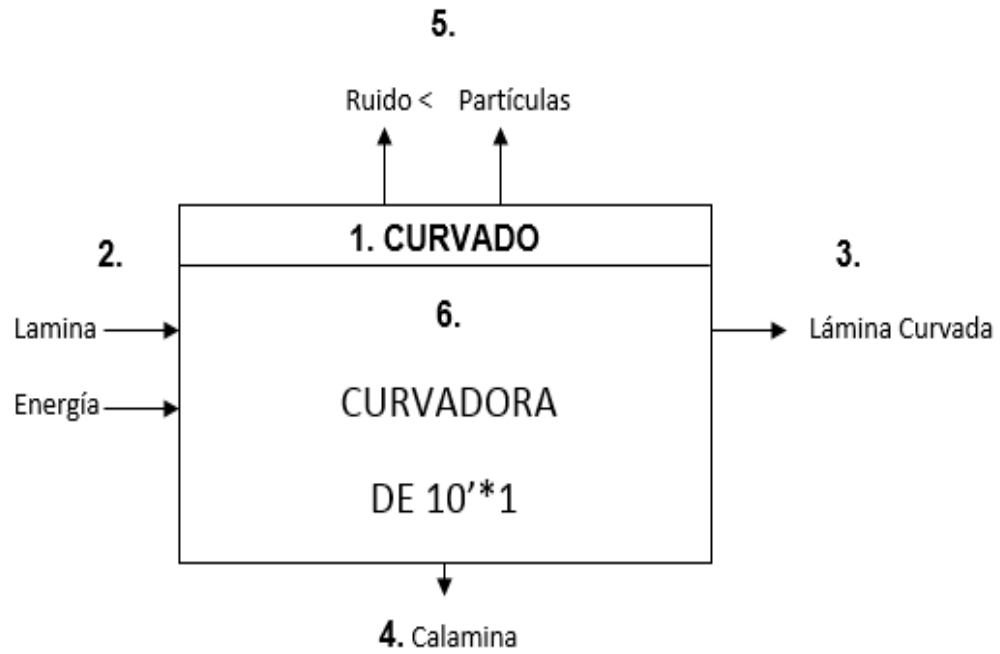 5.
Ruido < Partículas
1. CURVADO
2.
3.
6.
Lamina
Lámina Curvada
Energía
CURVADORA
DE 10’*1
4. Calamina